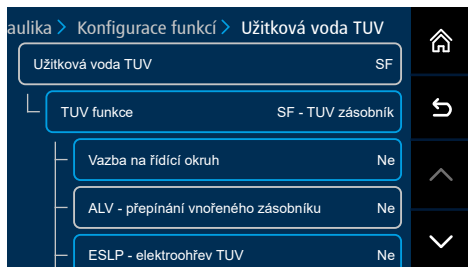 aulika > Konfigurace funkcí > Užitková voda TUV
Užitková voda TUV SF
TUV funkce SF - TUV zásobník
Vazba na řídící okruh Ne
ALV - přepínání vnořeného zásobníku Ne
ESLP - elektroohřev TUV Ne